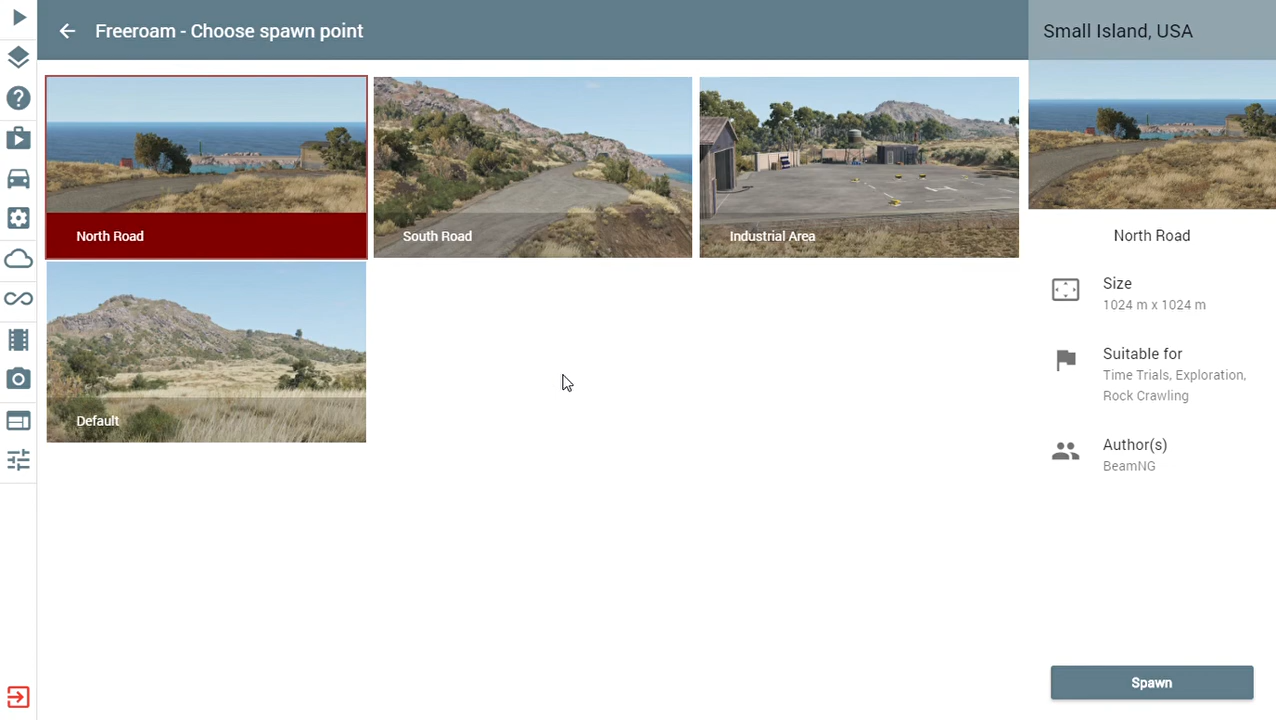 Freeroam - Choose spawn point
Small Island, USA
North Road
South Road
Industrial Area
Default
North Road
Size
1024 m x 1024 m
Suitable for
Time Trials, Exploration,
Rock Crawling
Author(s)
BeamNG
Spawn